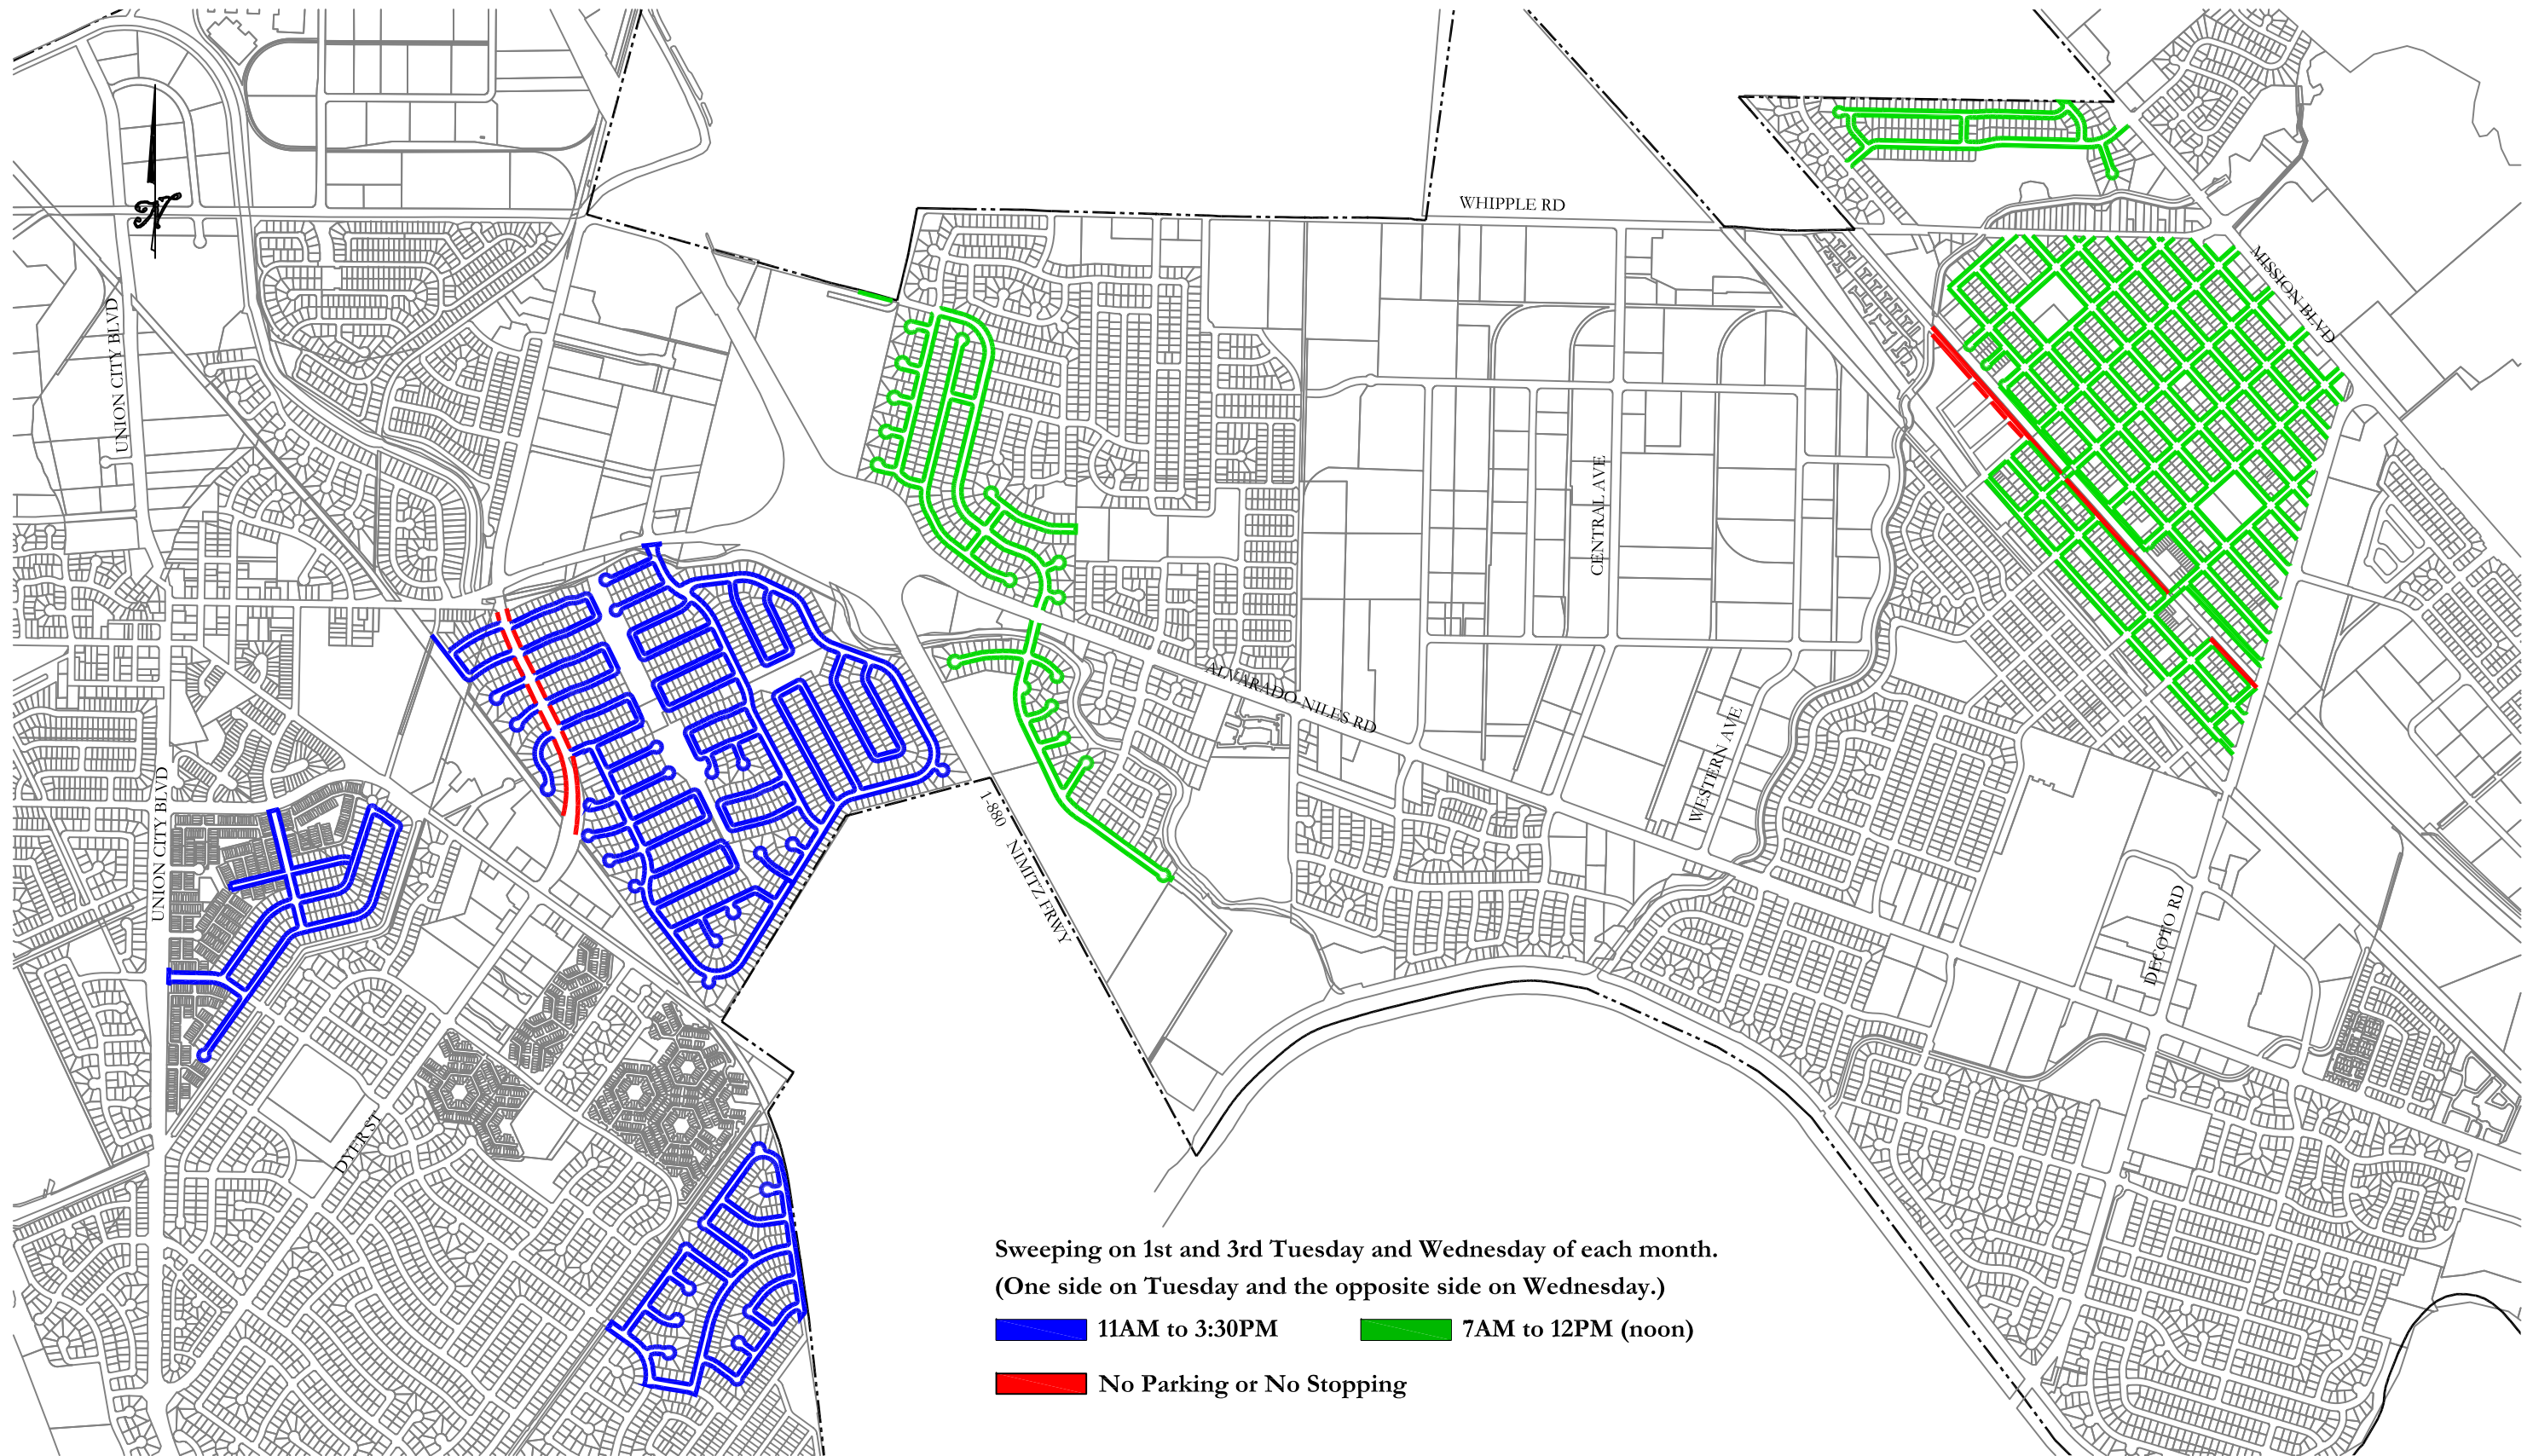 N
WHIPPLE RD
MISSION BLVD
UNION CITY BLVD
CENTRAL AVE
ALVARADO-NILES RD
WESTERN AVE
UNION CITY BLVD
I-880 NIMITZ FRWY
DECOTO RD
DYER ST
Sweeping on 1st and 3rd Tuesday and Wednesday of each month.
(One side on Tuesday and the opposite side on Wednesday.)
11AM to 3:30PM
7AM to 12PM (noon)
No Parking or No Stopping